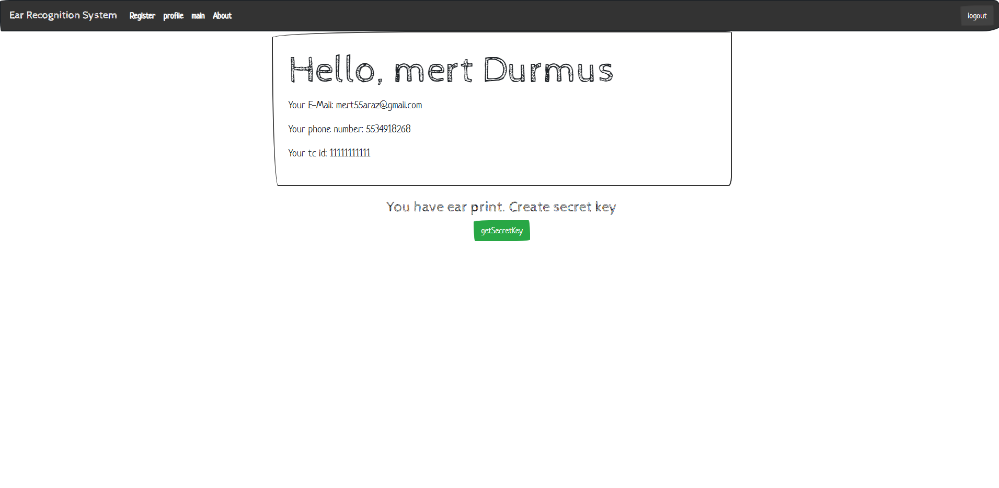 Ear Recognition System Register profile main About logout
Hello, mert Durmus
Your E-Mail: mert55araz@gmail.com
Your phone number: 5534918268
Your tc id: 11111111111
You have ear print. Create secret key
getSecretKey